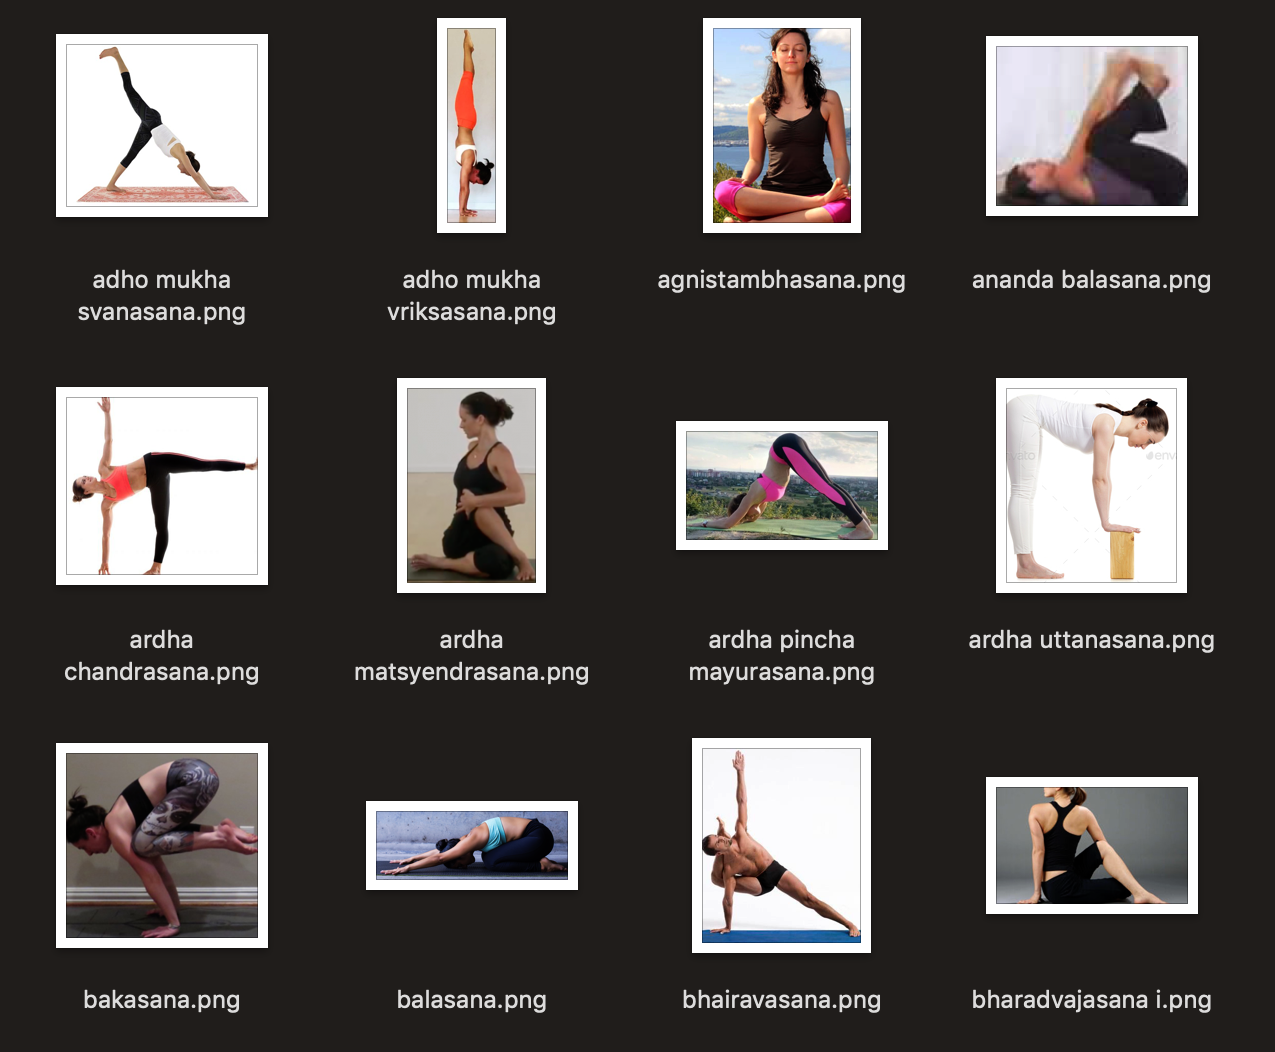 adho mukha
svanasana.png
adho mukha
vriksasana.png
agnistambhasana.png
ananda balasana.png
ardha
chandrasana.png
ardha
matsyendrasana.png
ardha pincha
mayurasana.png
ardha uttanasana.png
bakasana.png
balasana.png
bhairavasana.png
bharadvajasana i.png